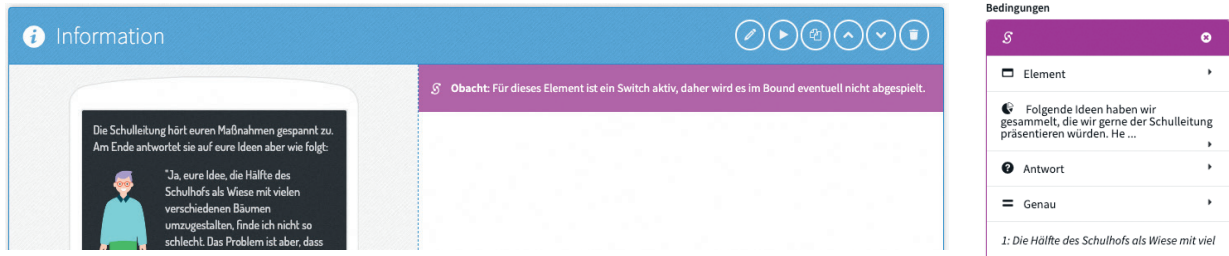 Information
Obacht: Für dieses Element ist ein Switch aktiv, daher wird es im Bound eventuell nicht abgespielt.
Die Schulleitung hört euren Maßnahmen gespannt zu.
Am Ende antwortet sie auf eure Ideen aber wie folgt:
"Ja, eure Idee, die Hälfte des
Schulhofs als Wiese mit vielen
verschiedenen Bäumen
umzugestalten, finde ich nicht so
schlecht. Das Problem ist aber, dass
Bedingungen
Element
Folgende Ideen haben wir
gesammelt, die wir gerne der Schulleitung
präsentieren würden. He ...
Antwort
Genau
1: Die Hälfte des Schulhofs als Wiese mit viel